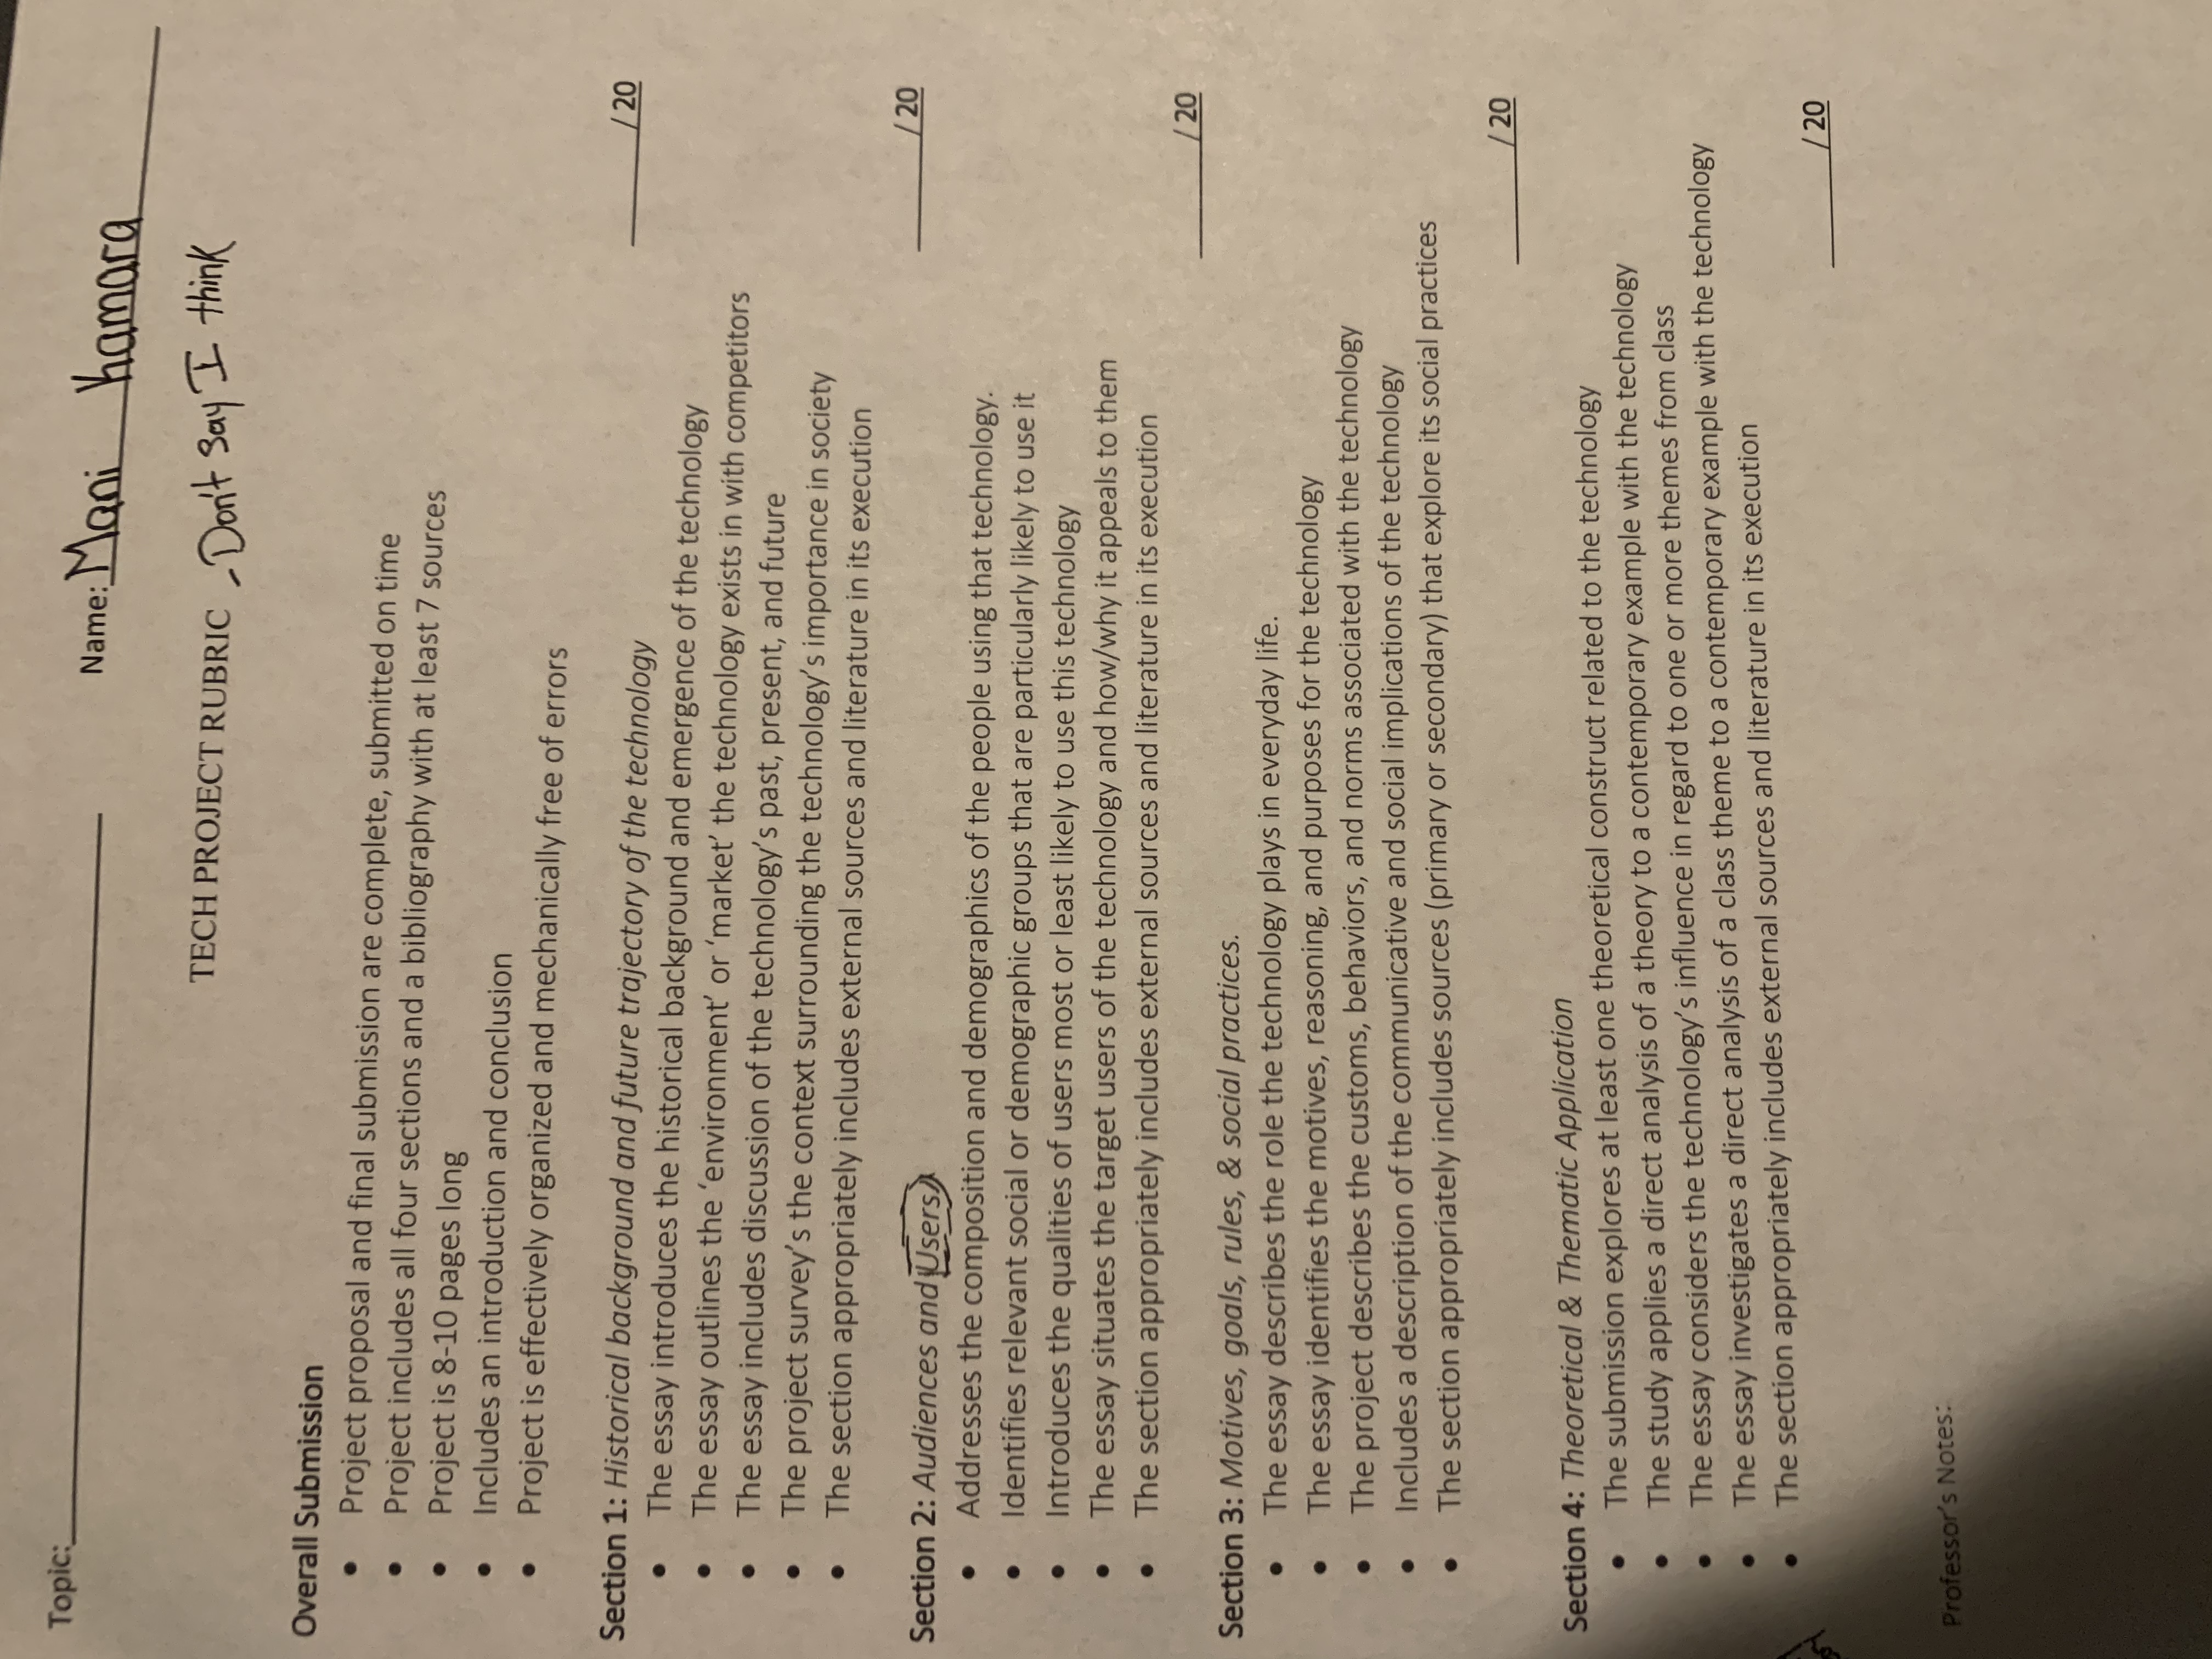 Topic:
Name: Mani Kamara
TECH PROJECT RUBRIC - Don't Say I think
Overall Submission
• Project proposal and final submission are complete, submitted on time
• Project includes all four sections and a bibliography with at least 7 sources
• Project is 8-10 pages long
• Includes an introduction and conclusion
• Project is effectively organized and mechanically free of errors
/ 20
Section 1: Historical background and future trajectory of the technology
• The essay introduces the historical background and emergence of the technology
• The essay outlines the ‘environment’ or ‘market’ the technology exists in with competitors
• The essay includes discussion of the technology’s past, present, and future
• The project survey’s the context surrounding the technology’s importance in society
• The section appropriately includes external sources and literature in its execution
/ 20
Section 2: Audiences and Users
• Addresses the composition and demographics of the people using that technology.
• Identifies relevant social or demographic groups that are particularly likely to use it
• Introduces the qualities of users most or least likely to use this technology
• The essay situates the target users of the technology and how/why it appeals to them
• The section appropriately includes external sources and literature in its execution
/ 20
Section 3: Motives, goals, rules, & social practices.
• The essay describes the role the technology plays in everyday life.
• The essay identifies the motives, reasoning, and purposes for the technology
• The project describes the customs, behaviors, and norms associated with the technology
• Includes a description of the communicative and social implications of the technology
• The section appropriately includes sources (primary or secondary) that explore its social practices
/ 20
Section 4: Theoretical & Thematic Application
• The submission explores at least one theoretical construct related to the technology
• The study applies a direct analysis of a theory to a contemporary example with the technology
• The essay considers the technology’s influence in regard to one or more themes from class
• The essay investigates a direct analysis of a class theme to a contemporary example with the technology
• The section appropriately includes external sources and literature in its execution
/ 20
Professor’s Notes: